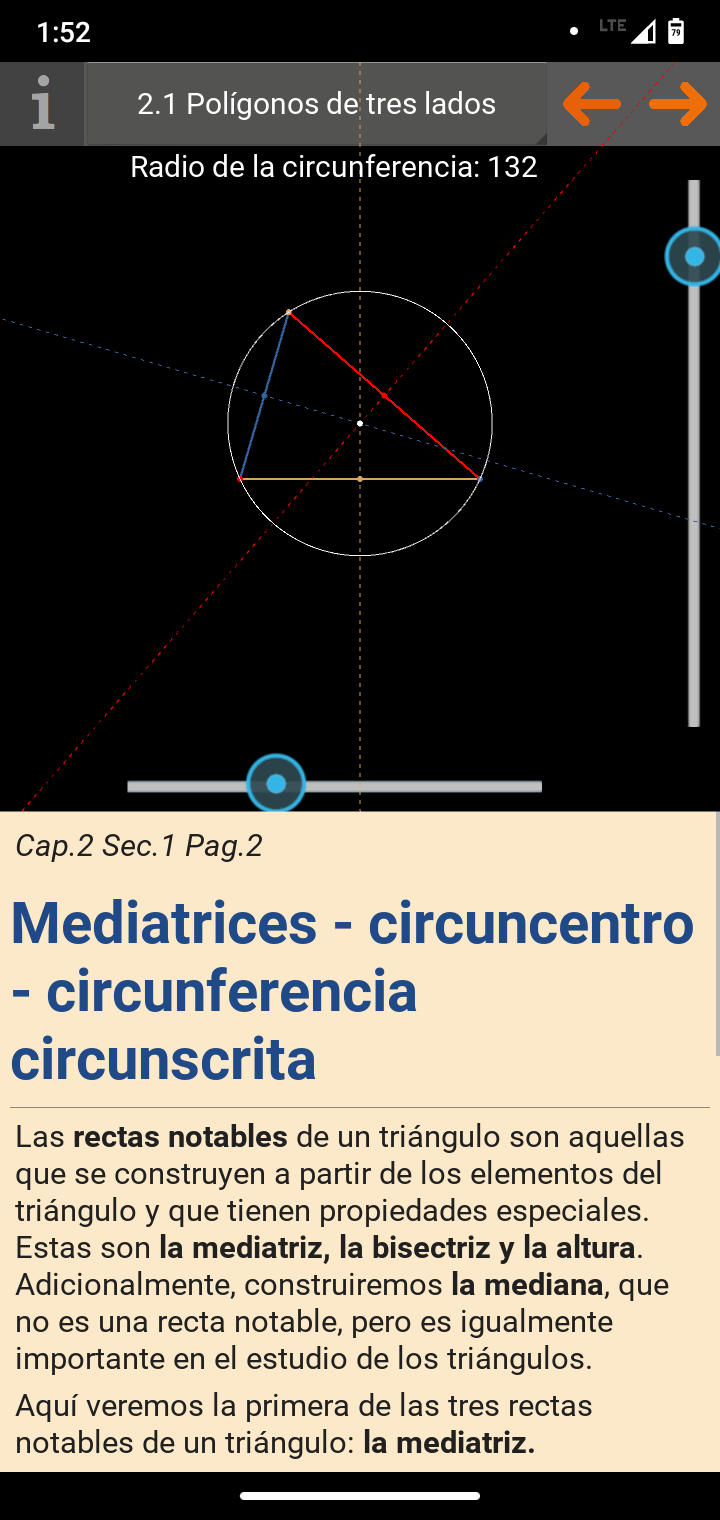 1:52
LTE
79
i
2.1 Polígonos de tres lados
Radio de la circunferencia: 132
Cap.2 Sec.1 Pag.2
Mediatrices - circuncentro
- circunferencia
circunscrita
Las rectas notables de un triángulo son aquellas
que se construyen a partir de los elementos del
triángulo y que tienen propiedades especiales.
Estas son la mediatriz, la bisectriz y la altura.
Adicionalmente, construiremos la mediana, que
no es una recta notable, pero es igualmente
importante en el estudio de los triángulos.
Aquí veremos la primera de las tres rectas
notables de un triángulo: la mediatriz.